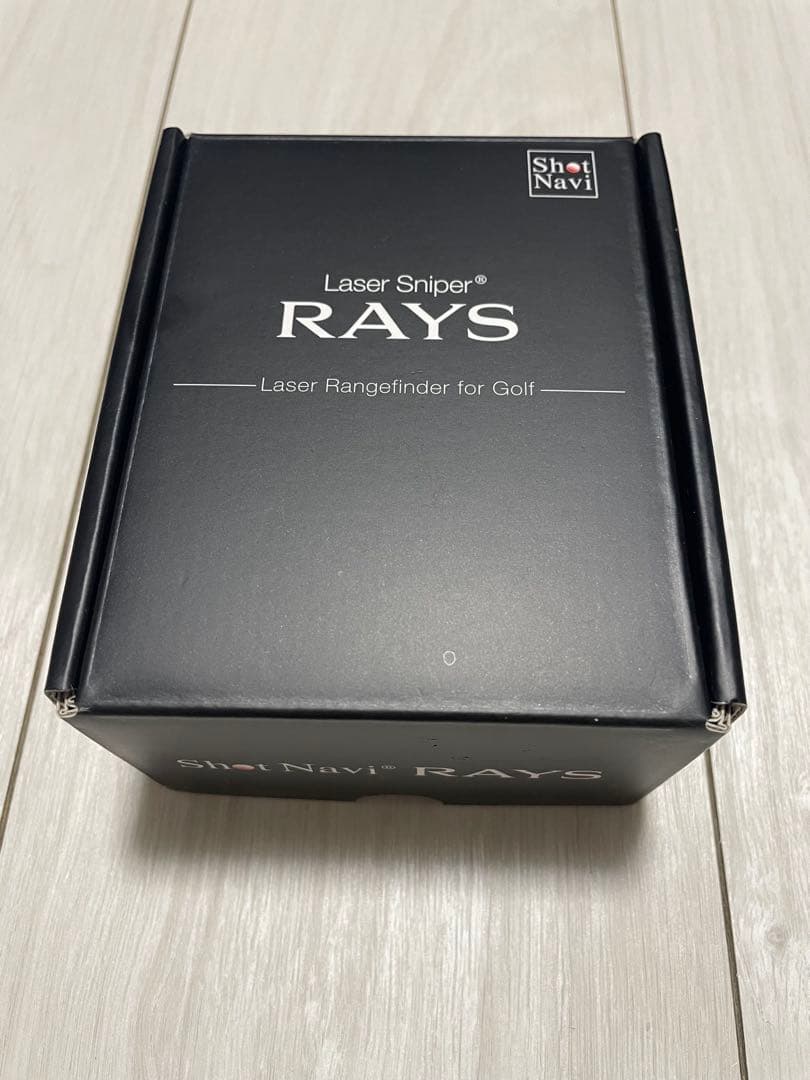 Shot
Navi
Laser Sniper®
RAYS
Laser Rangefinder for Golf
Shot Navi® RAYS